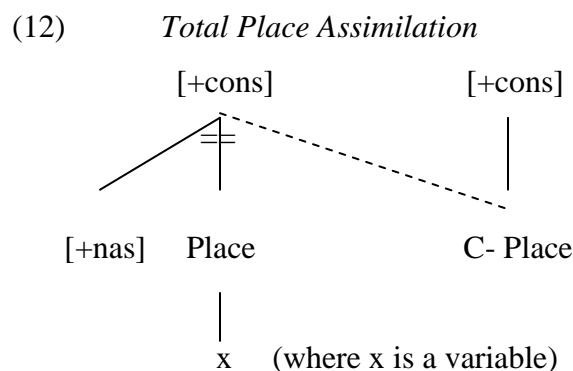 (12) Total Place Assimilation
[+cons] [+cons]
[+nas] Place C- Place
x (where x is a variable)